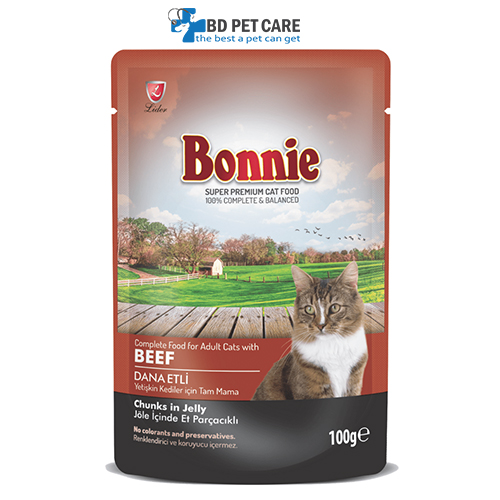 BD PET CARE
the best a pet can get
L
Lider
Bonnie
SUPER PREMIUM CAT FOOD
100% COMPLETE & BALANCED
Complete Food for Adult Cats with
BEEF
DANA ETLİ
Yetişkin Kediler için Tam Mama
Chunks in Jelly
Jöle İçinde Et Parçacıklı
No colorants and preservatives.
Renklendirici ve koruyucu içermez.
100g℮